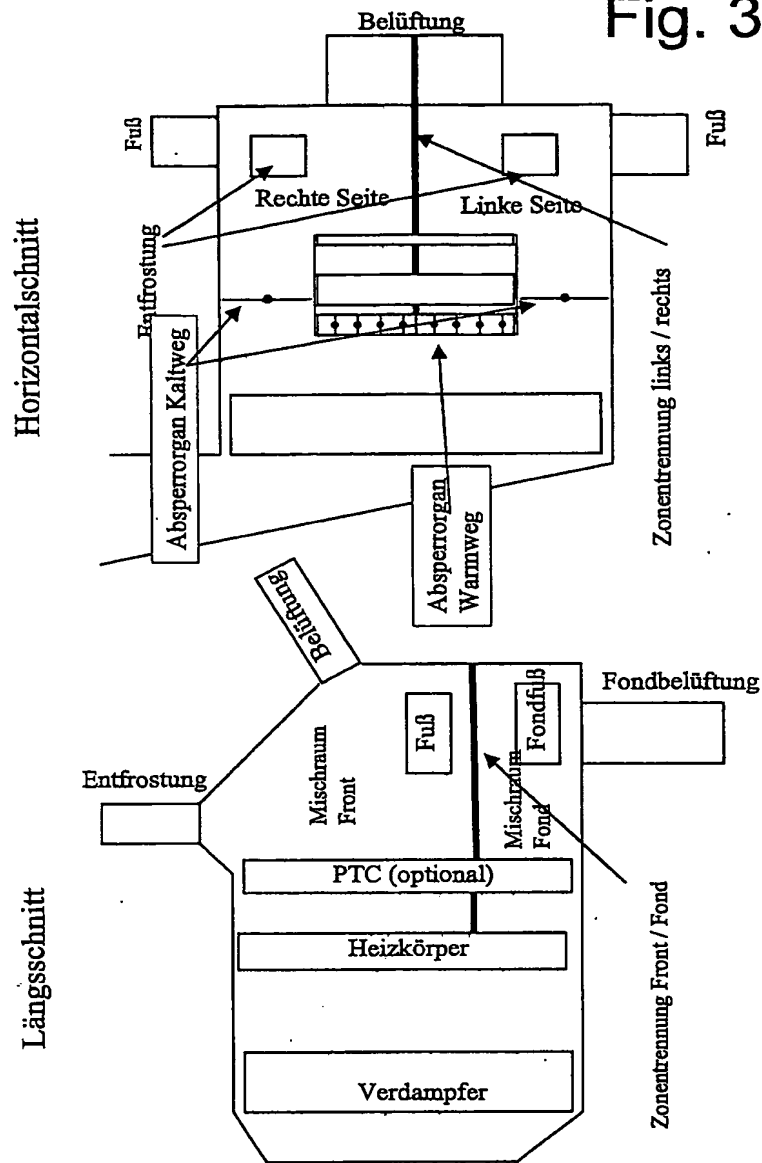 Fig. 3
Horizontalschnitt
Belüftung
Fuß
Fuß
Rechte Seite
Linke Seite
Entfrostung
Absperrorgan Kaltweg
Absperrorgan
Warmweg
Zonentrennung links / rechts
Längsschnitt
Belüftung
Entfrostung
Mischraum
Front
Fuß
Fondfuß
Fondbelüftung
Mischraum
Fond
PTC (optional)
Heizkörper
Verdampfer
Zonentrennung Front / Fond